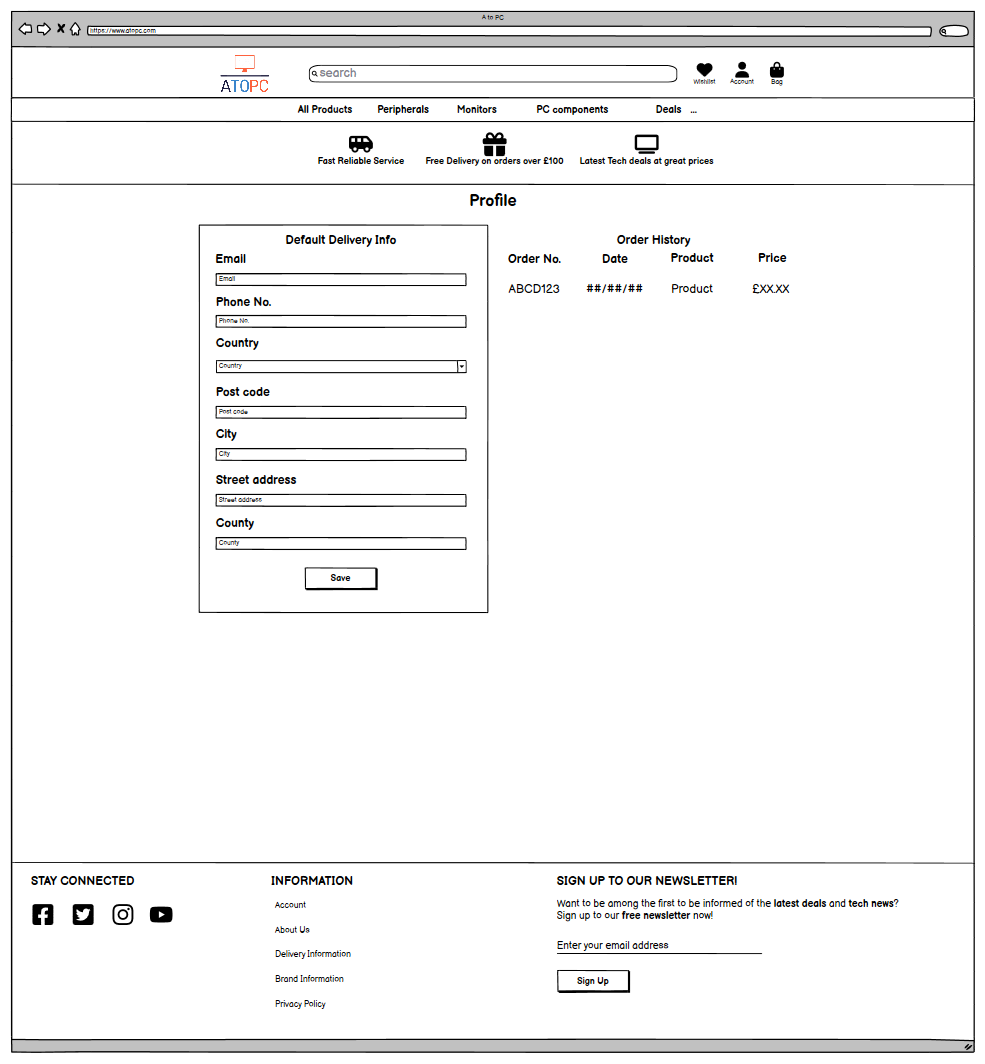 A to PC
https://www.atopc.com
ATOPC
search
Wishlist
Account
Bag
All Products
Peripherals
Monitors
PC components
Deals
...
Fast Reliable Service
Free Delivery on orders over £100
Latest Tech deals at great prices
Profile
Default Delivery Info
Email
Email
Phone No.
Phone No.
Country
Country
Post code
Post code
City
City
Street address
Street address
County
County
Save
Order History
Order No. Date Product Price
ABCD123 ##/##/## Product £XX.XX
STAY CONNECTED
INFORMATION
Account
About Us
Delivery Information
Brand Information
Privacy Policy
SIGN UP TO OUR NEWSLETTER!
Want to be among the first to be informed of the latest deals and tech news?
Sign up to our free newsletter now!
Enter your email address
Sign Up